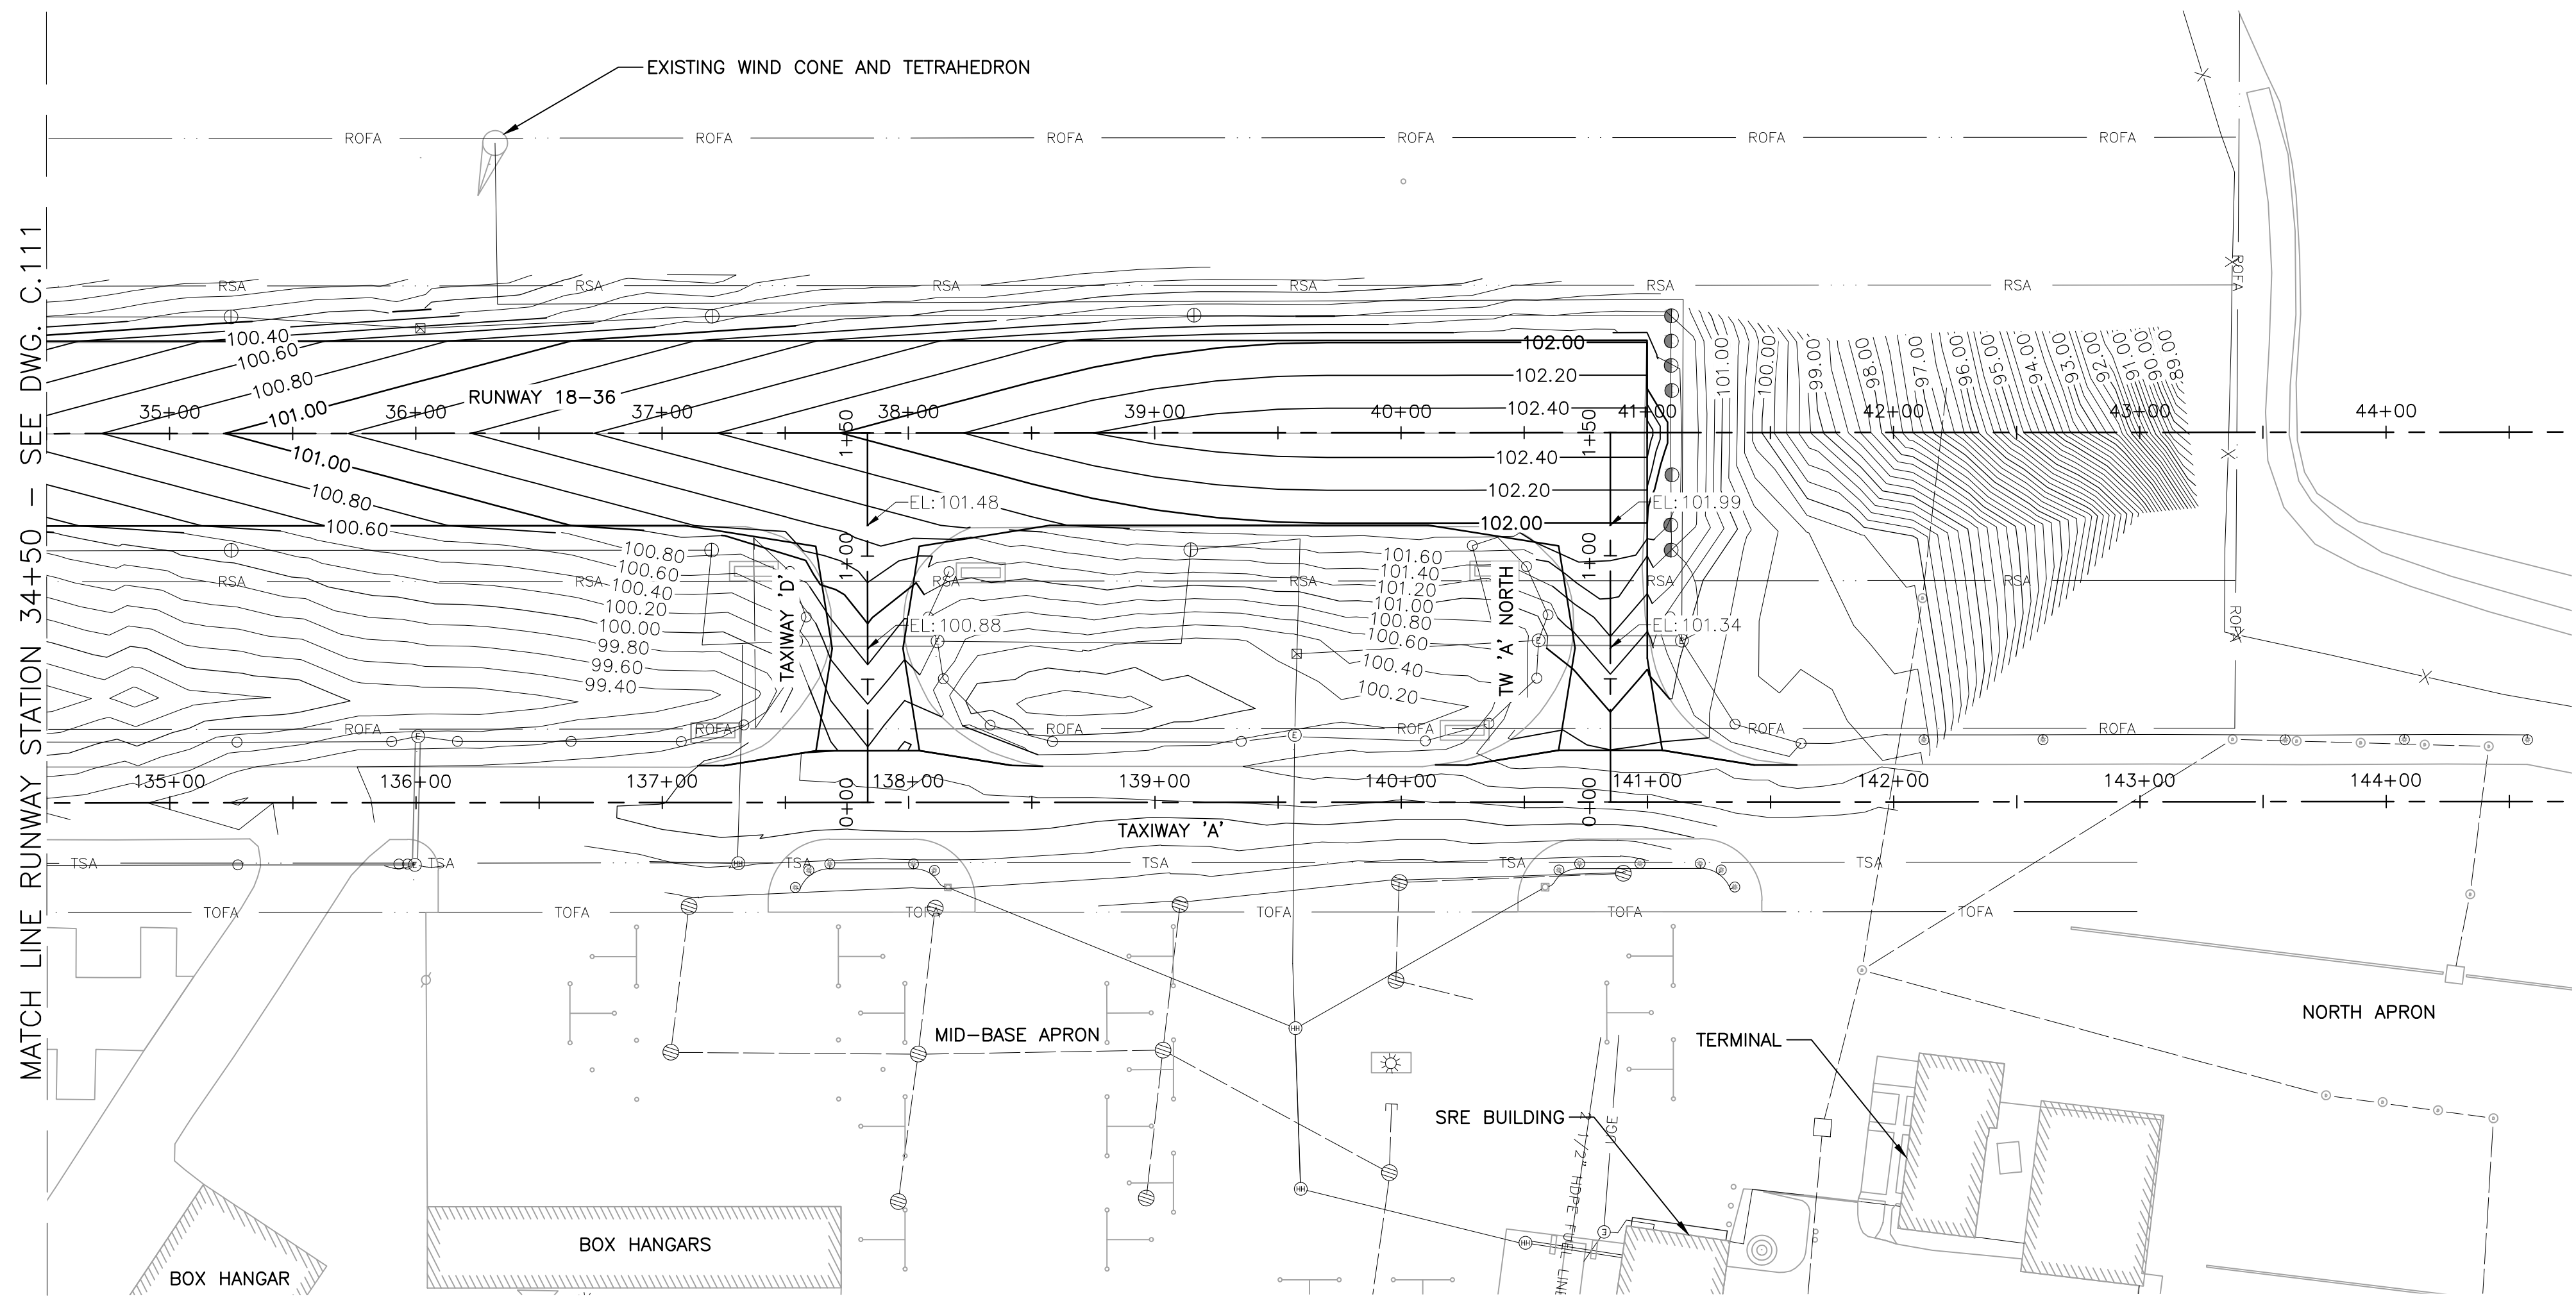 EXISTING WIND CONE AND TETRAHEDRON
ROFA ROFA ROFA ROFA ROFA ROFA
MATCH LINE RUNWAY STATION 34+50 - SEE DWG. C.111
ROFA
RSA RSA RSA RSA RSA RSA
100.40
100.60
100.80
101.00
RUNWAY 18-36
102.00
102.20
102.40
101.00 100.00 99.00 98.00 97.00 96.00 95.00 94.00 93.00 92.00 91.00 90.00 89.00
35+00 36+00 37+00 38+00 39+00 40+00 41+00 42+00 43+00 44+00
1+50 1+50
101.00
100.80
100.60
102.40
102.20
102.00
EL:101.48
EL:101.99
1+00 1+00
100.80
100.60
100.40
100.20
100.00
99.80
99.60
99.40
101.60
101.40
101.20
101.00
100.80
100.60
100.40
100.20
RSA RSA RSA RSA RSA
TAXIWAY 'D'
TW 'A' NORTH
EL:100.88
EL:101.34
ROFA
ROFA ROFA ROFA ROFA ROFA ROFA
E E E E E
135+00 136+00 137+00 138+00 139+00 140+00 141+00 142+00 143+00 144+00
0+00 0+00
TAXIWAY 'A'
TSA TSA TSA TSA TSA TSA
E HH
TOFA TOFA TOFA TOFA TOFA TOFA
MID-BASE APRON
HH
NORTH APRON
TERMINAL
SRE BUILDING
UGE
2 1/2" HDPE FUEL LINE
HH
HH
E
BOX HANGARS
BOX HANGAR